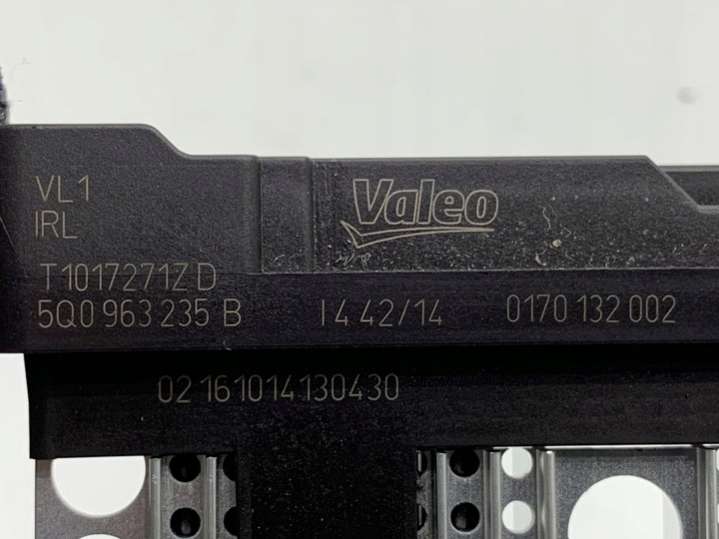 VL1
IRL
Valeo
T1017271Z D
5Q0 963 235 B I 4 42/14 0170 132 002
02 161014130430